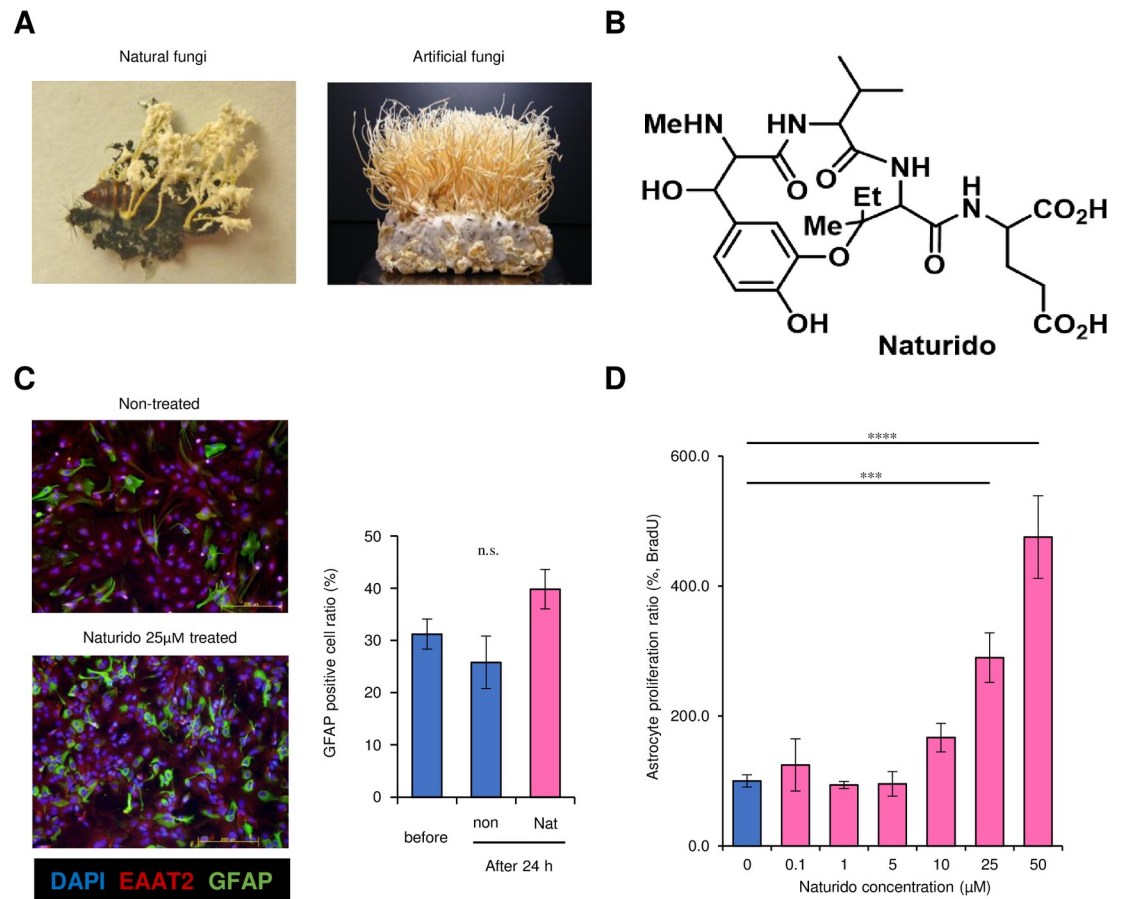 A
Natural fungi
Artificial fungi
B
MeHN
HN
O
O
NH
HO
Et
Me
H
N
CO2H
O
O
OH
CO2H
Naturido
C
Non-treated
Naturido 25μM treated
DAPI EAAT2 GFAP
GFAP positive cell ratio (%)
50
40
30
20
10
0
n.s.
before
non
Nat
After 24 h
D
Astrocyte proliferation ratio (%, BradU)
600.0
400.0
200.0
0.0
****
***
0 0.1 1 5 10 25 50
Naturido concentration (μM)